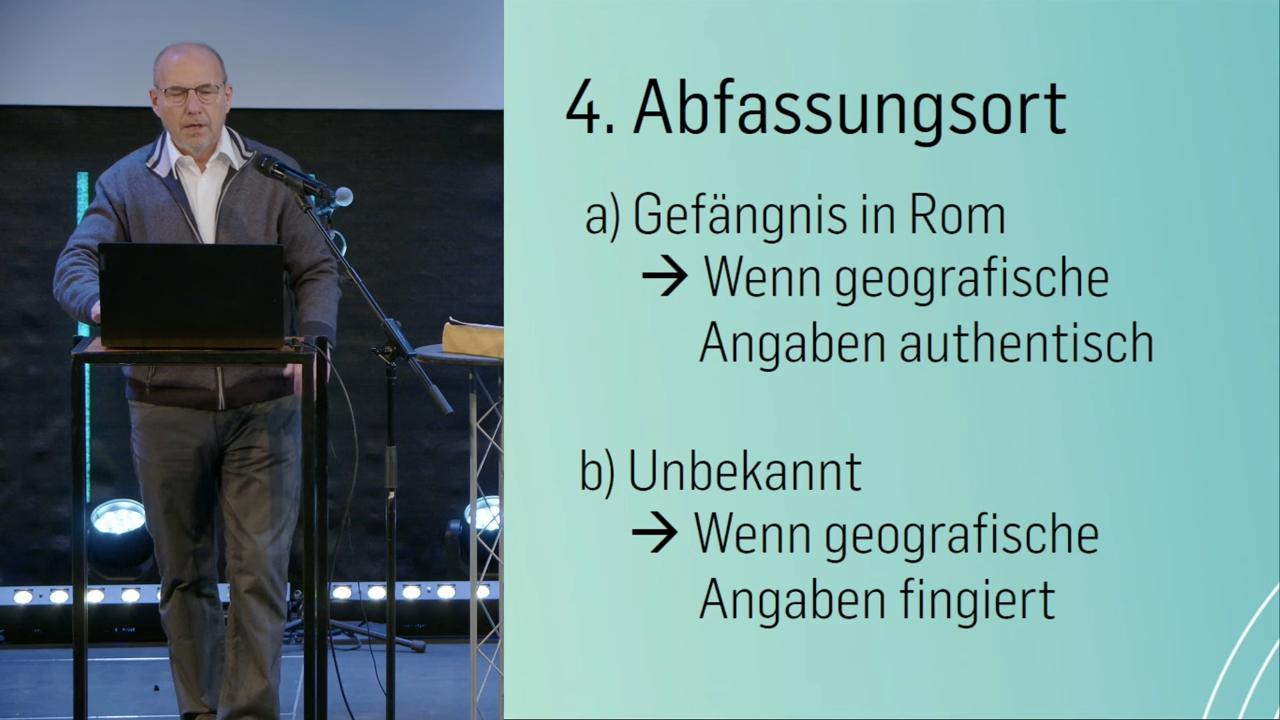 4. Abfassungsort
a) Gefängnis in Rom
→ Wenn geografische
Angaben authentisch
b) Unbekannt
→ Wenn geografische
Angaben fingiert